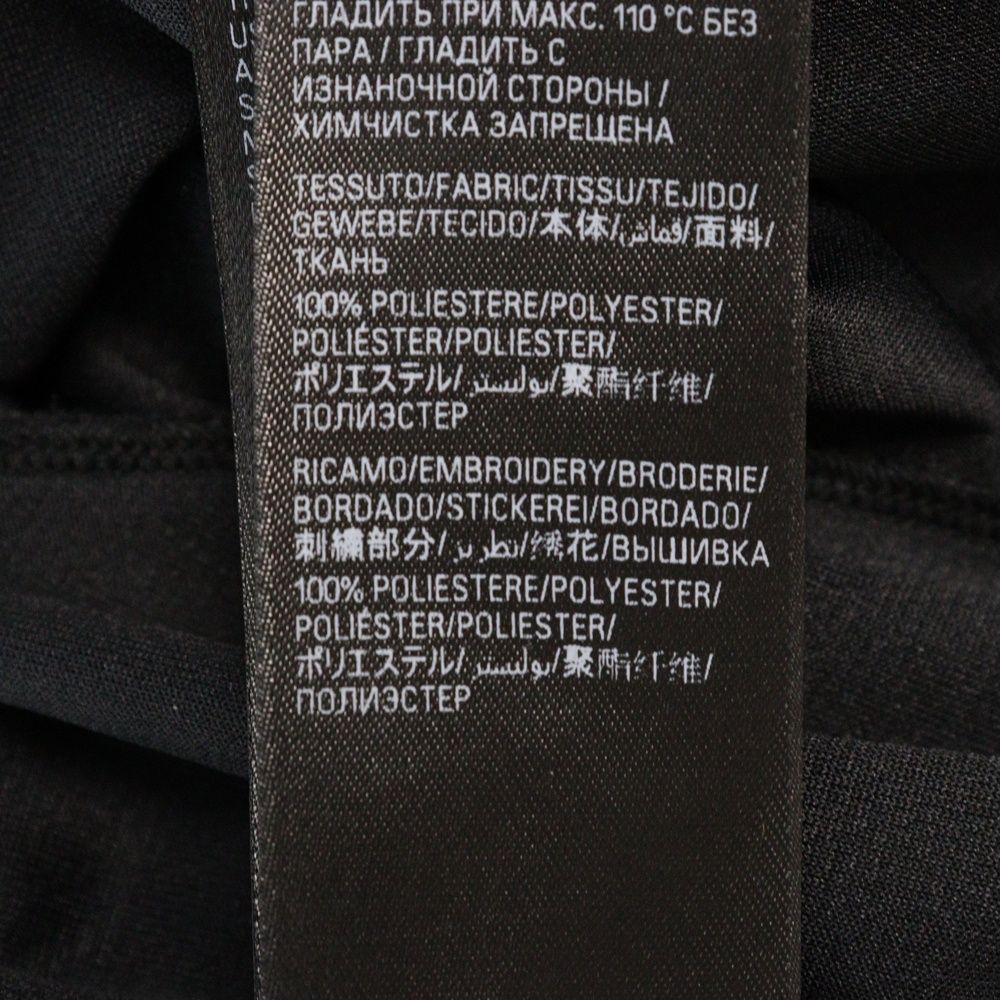 ГЛАДИТЬ ПРИ МАКС. 110 °C БЕЗ
ПАРА / ГЛАДИТЬ С
ИЗНАНОЧНОЙ СТОРОНЫ /
ХИМЧИСТКА ЗАПРЕЩЕНА
TESSUTO/FABRIC/TISSU/TEJIDO/
GEWEBE/TECIDO/本体/قماش/面料/
ТКАНЬ
100% POLIESTERE/POLYESTER/
POLIÉSTER/POLIESTER/
ポリエステル/بوليستر/聚酯纤维/
ПОЛИЭСТЕР
RICAMO/EMBROIDERY/BRODERIE/
BORDADO/STICKEREI/BORDADO/
刺繍部分/تطريز/绣花/ВЫШИВКА
100% POLIESTERE/POLYESTER/
POLIÉSTER/POLIESTER/
ポリエステル/بوليستر/聚酯纤维/
ПОЛИЭСТЕР